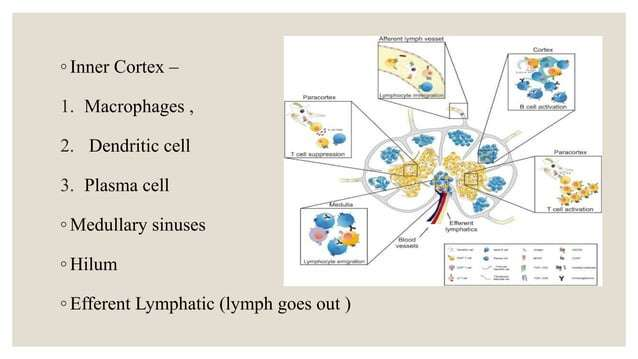 Inner Cortex –
1. Macrophages ,
2. Dendritic cell
3. Plasma cell
Medullary sinuses
Hilum
Efferent Lymphatic (lymph goes out )
Afferent lymph vessel
Lymphocyte immigration
Cortex
B cell activation
Paracortex
T cell suppression
Paracortex
T cell activation
Medulla
Lymphocyte emigration
Efferent
lymphatics
Blood
vessels